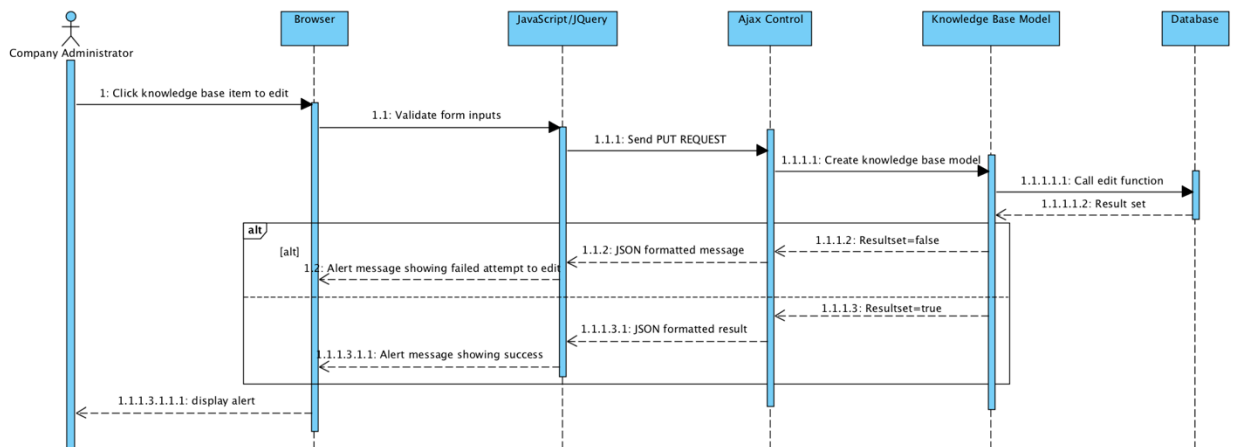 Browser
JavaScript/JQuery
Ajax Control
Knowledge Base Model
Database
Company Administrator
1: Click knowledge base item to edit
1.1: Validate form inputs
1.1.1: Send PUT REQUEST
1.1.1.1: Create knowledge base model
1.1.1.1.1: Call edit function
1.1.1.1.2: Result set
alt
[alt]
1.1.1.2: Resultset=false
1.1.2: JSON formatted message
1.2: Alert message showing failed attempt to edit
1.1.1.3: Resultset=true
1.1.1.3.1: JSON formatted result
1.1.1.3.1.1: Alert message showing success
1.1.1.3.1.1.1: display alert